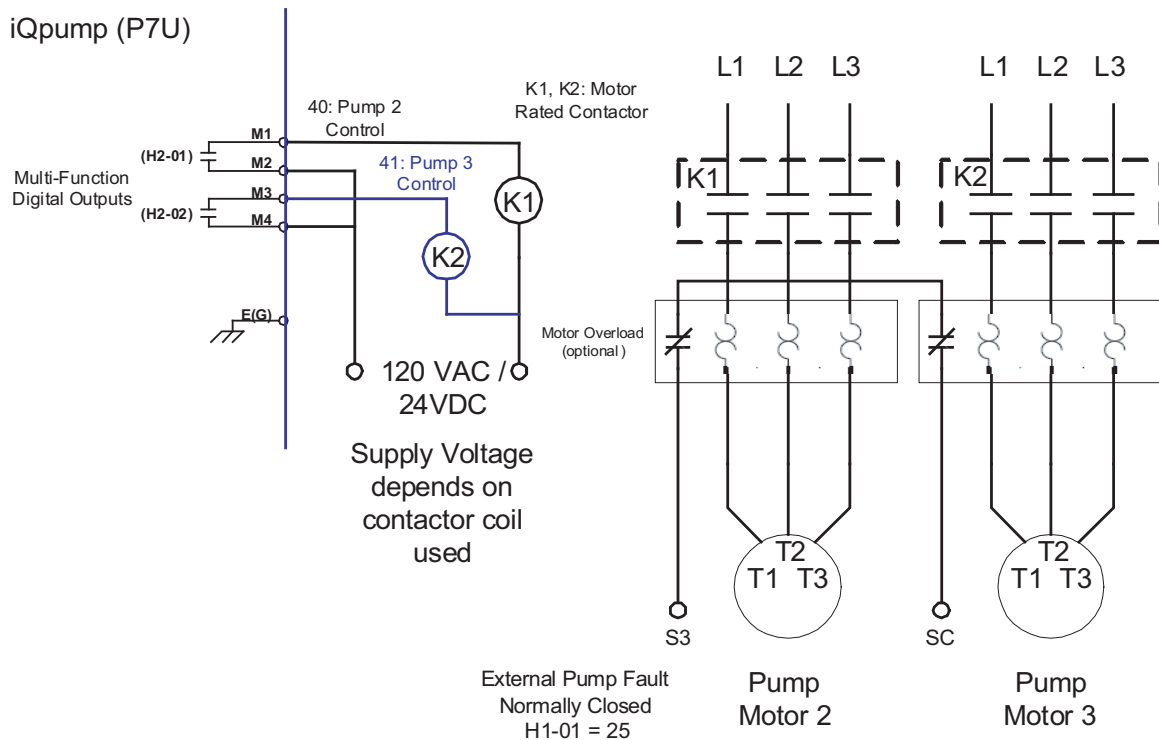 iQpump (P7U)
40: Pump 2
Control
K1, K2: Motor
Rated Contactor
L1 L2 L3
L1 L2 L3
M1
(H2-01)
M2
Multi-Function
Digital Outputs
M3
(H2-02)
M4
41: Pump 3
Control
K1
K2
K1
K2
E(G)
Motor Overload
(optional )
120 VAC /
24VDC
Supply Voltage
depends on
contactor coil
used
T2
T1 T3
T2
T1 T3
S3
SC
External Pump Fault
Normally Closed
H1-01 = 25
Pump
Motor 2
Pump
Motor 3